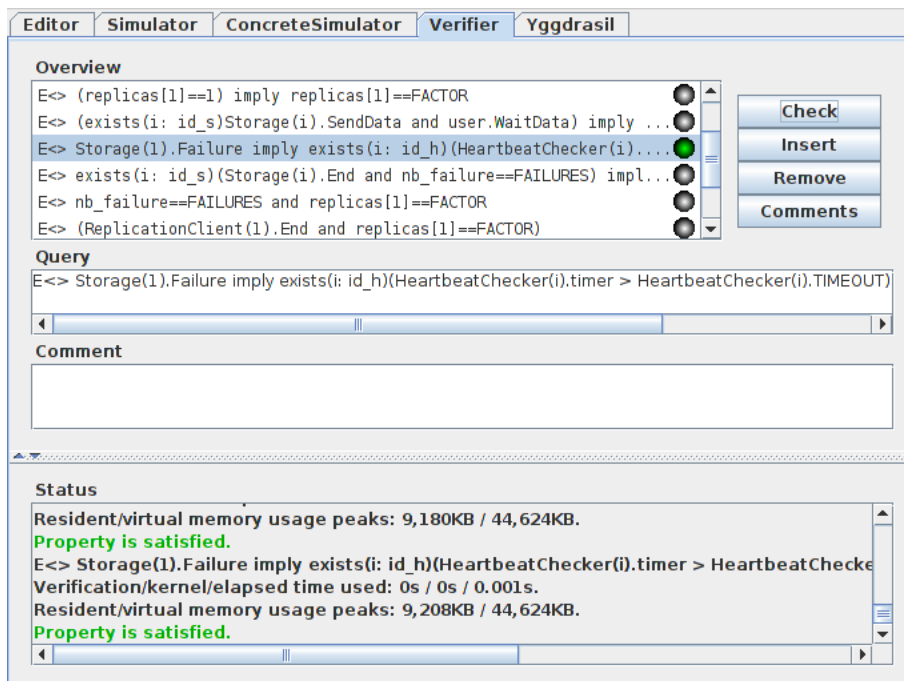 Editor Simulator ConcreteSimulator Verifier Yggdrasil
Overview
E<> (replicas[1]==1) imply replicas[1]==FACTOR
E<> (exists(i: id_s)Storage(i).SendData and user.WaitData) imply ...
E<> Storage(1).Failure imply exists(i: id_h)(HeartbeatChecker(i)....
E<> exists(i: id_s)(Storage(i).End and nb_failure==FAILURES) impl...
E<> nb_failure==FAILURES and replicas[1]==FACTOR
E<> (ReplicationClient(1).End and replicas[1]==FACTOR)
Check
Insert
Remove
Comments
Query
E<> Storage(1).Failure imply exists(i: id_h)(HeartbeatChecker(i).timer > HeartbeatChecker(i).TIMEOUT)
Comment
Status
Resident/virtual memory usage peaks: 9,180KB / 44,624KB.
Property is satisfied.
E<> Storage(1).Failure imply exists(i: id_h)(HeartbeatChecker(i).timer > HeartbeatChecke
Verification/kernel/elapsed time used: 0s / 0s / 0.001s.
Resident/virtual memory usage peaks: 9,208KB / 44,624KB.
Property is satisfied.